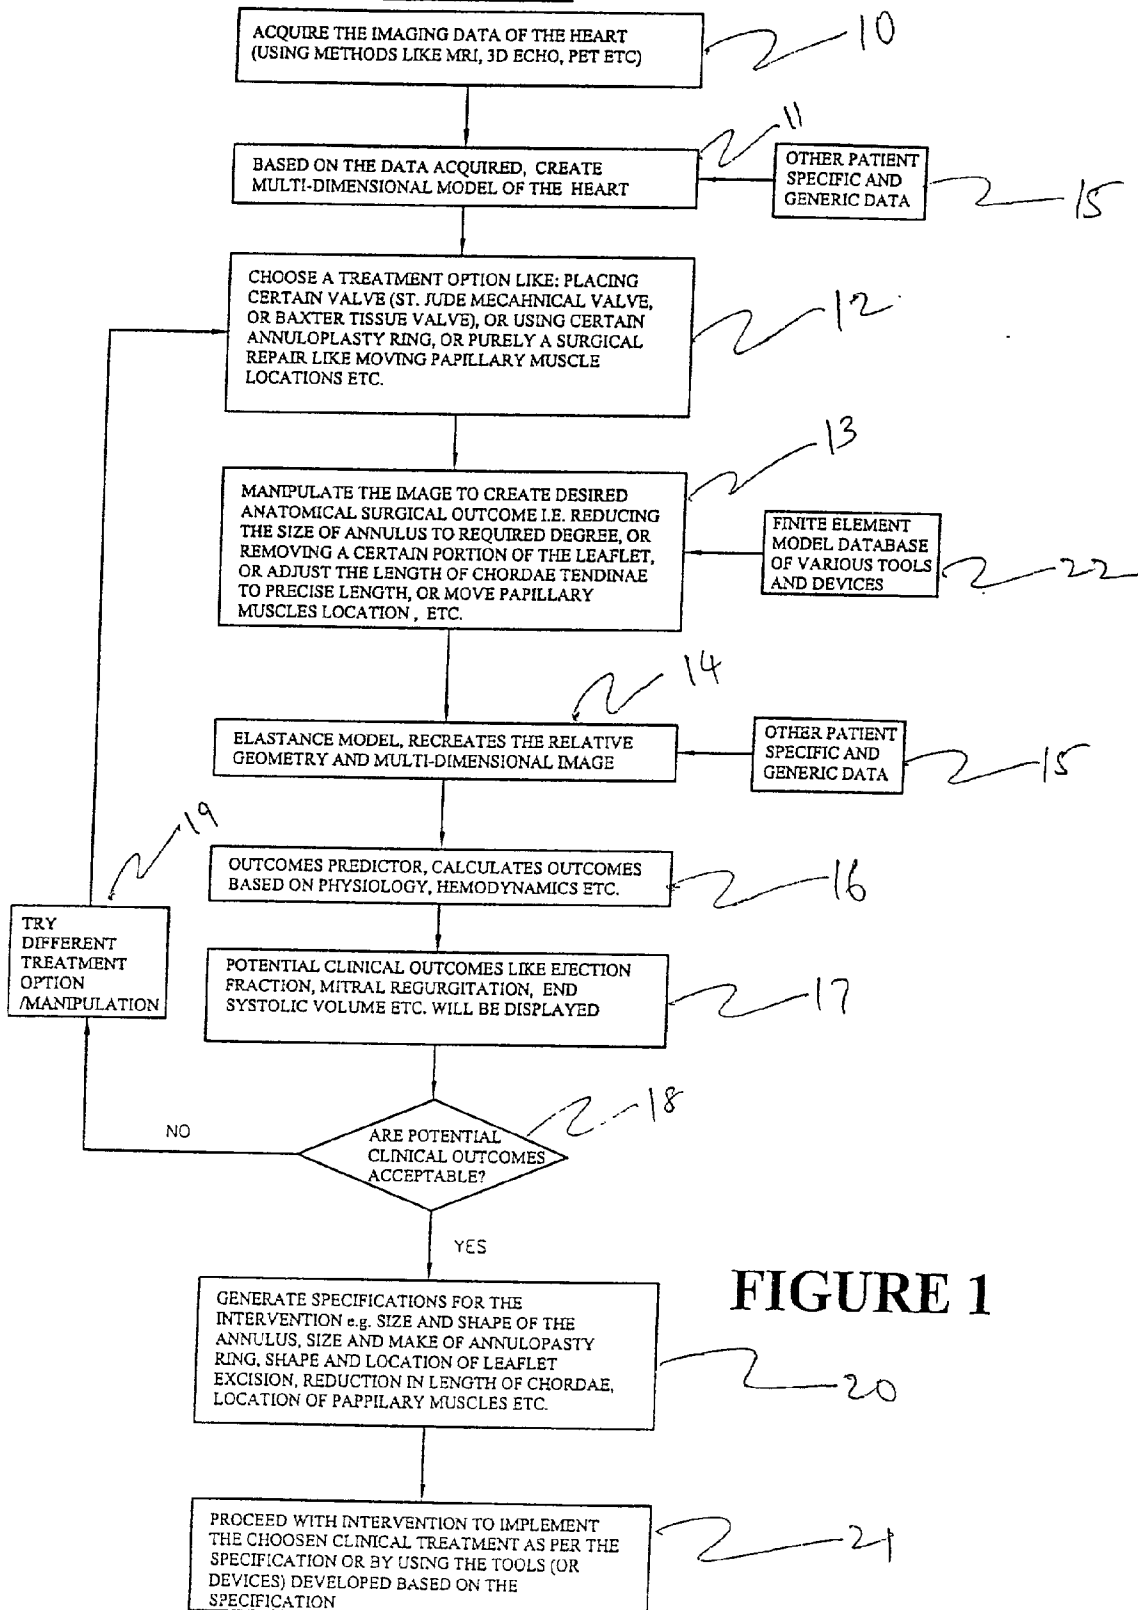 ACQUIRE THE IMAGING DATA OF THE HEART
(USING METHODS LIKE MRI, 3D ECHO, PET ETC)
10
11
BASED ON THE DATA ACQUIRED, CREATE
MULTI-DIMENSIONAL MODEL OF THE HEART
OTHER PATIENT
SPECIFIC AND
GENERIC DATA
15
CHOOSE A TREATMENT OPTION LIKE: PLACING
CERTAIN VALVE (ST. JUDE MECAHNICAL VALVE,
OR BAXTER TISSUE VALVE), OR USING CERTAIN
ANNULOPLASTY RING, OR PURELY A SURGICAL
REPAIR LIKE MOVING PAPILLARY MUSCLE
LOCATIONS ETC.
12
13
MANIPULATE THE IMAGE TO CREATE DESIRED
ANATOMICAL SURGICAL OUTCOME I.E. REDUCING
THE SIZE OF ANNULUS TO REQUIRED DEGREE, OR
REMOVING A CERTAIN PORTION OF THE LEAFLET,
OR ADJUST THE LENGTH OF CHORDAE TENDINAE
TO PRECISE LENGTH, OR MOVE PAPILLARY
MUSCLES LOCATION , ETC.
FINITE ELEMENT
MODEL DATABASE
OF VARIOUS TOOLS
AND DEVICES
22
14
ELASTANCE MODEL, RECREATES THE RELATIVE
GEOMETRY AND MULTI-DIMENSIONAL IMAGE
OTHER PATIENT
SPECIFIC AND
GENERIC DATA
15
19
OUTCOMES PREDICTOR, CALCULATES OUTCOMES
BASED ON PHYSIOLOGY, HEMODYNAMICS ETC.
16
TRY
DIFFERENT
TREATMENT
OPTION
/MANIPULATION
POTENTIAL CLINICAL OUTCOMES LIKE EJECTION
FRACTION, MITRAL REGURGITATION, END
SYSTOLIC VOLUME ETC. WILL BE DISPLAYED
17
18
NO
ARE POTENTIAL
CLINICAL OUTCOMES
ACCEPTABLE?
YES
FIGURE 1
GENERATE SPECIFICATIONS FOR THE
INTERVENTION e.g. SIZE AND SHAPE OF THE
ANNULUS, SIZE AND MAKE OF ANNULOPASTY
RING, SHAPE AND LOCATION OF LEAFLET
EXCISION, REDUCTION IN LENGTH OF CHORDAE,
LOCATION OF PAPPILARY MUSCLES ETC.
20
PROCEED WITH INTERVENTION TO IMPLEMENT
THE CHOOSEN CLINICAL TREATMENT AS PER THE
SPECIFICATION OR BY USING THE TOOLS (OR
DEVICES) DEVELOPED BASED ON THE
SPECIFICATION
21